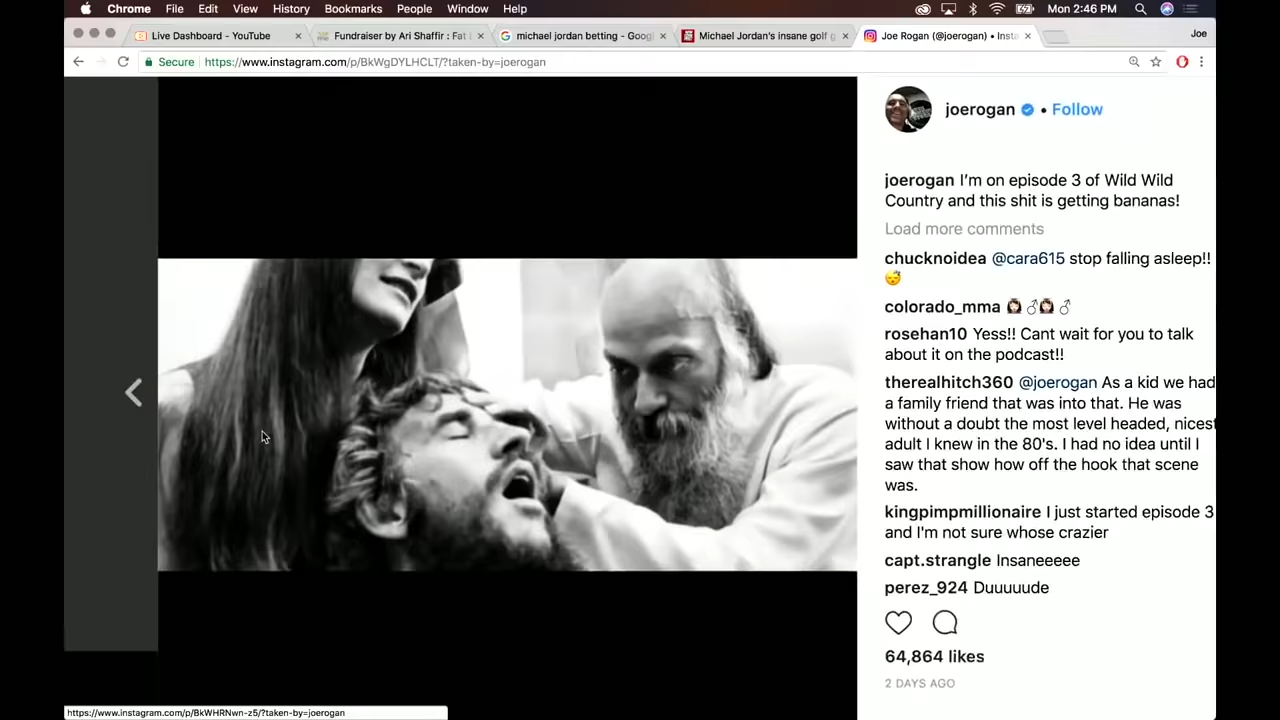 Chrome File Edit View History Bookmarks People Window Help Mon 2:46 PM
Live Dashboard - YouTube
Fundraiser by Ari Shaffir : Fat
michael jordan betting - Goog
Michael Jordan's insane golf g
Joe Rogan (@joerogan) • Insta
Joe
Secure https://www.instagram.com/p/BkWgDYLHCLT/?taken-by=joerogan
joerogan • Follow
joerogan I'm on episode 3 of Wild Wild
Country and this shit is getting bananas!
Load more comments
chucknoidea @cara615 stop falling asleep!!
😴
colorado_mma 👩🏻‍⚕♂👩🏻‍⚕♂
rosehan10 Yess!! Cant wait for you to talk
about it on the podcast!!
therealhitch360 @joerogan As a kid we had
a family friend that was into that. He was
without a doubt the most level headed, nicest
adult I knew in the 80's. I had no idea until I
saw that show how off the hook that scene
was.
kingpimpmillionaire I just started episode 3
and I'm not sure whose crazier
capt.strangle Insaneeeee
perez_924 Duuuuude
64,864 likes
2 DAYS AGO
https://www.instagram.com/p/BkWHRNwn-z5/?taken-by=joerogan